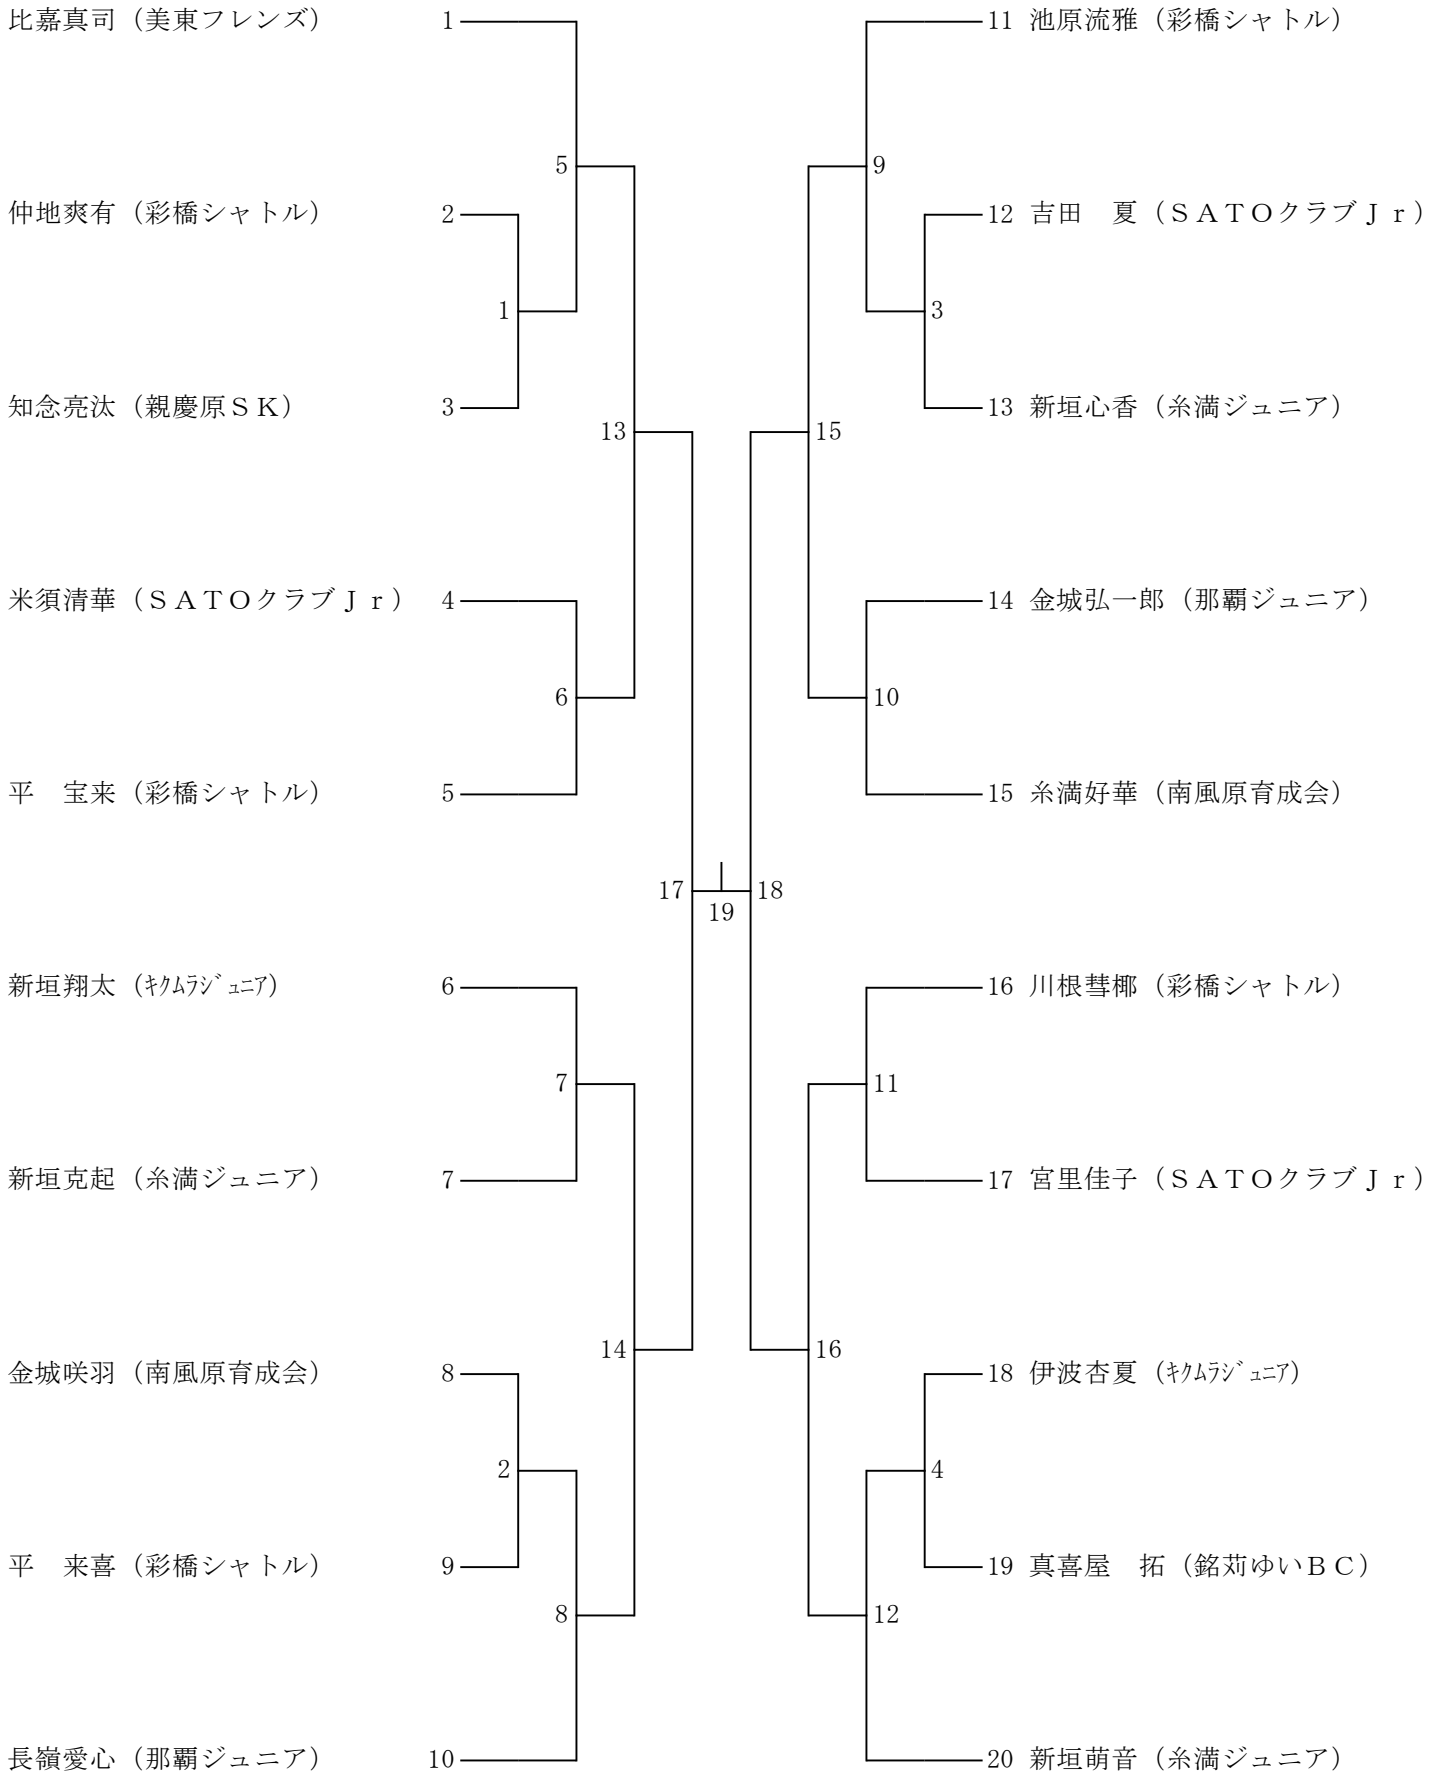 比嘉真司（美東フレンズ） 1
11 池原流雅（彩橋シャトル）
5
9
仲地爽有（彩橋シャトル） 2
12 吉田　夏（ＳＡＴＯクラブＪｒ）
1
3
知念亮汰（親慶原ＳＫ） 3
13 新垣心香（糸満ジュニア）
13
15
米須清華（ＳＡＴＯクラブＪｒ） 4
14 金城弘一郎（那覇ジュニア）
6
10
平　宝来（彩橋シャトル） 5
15 糸満好華（南風原育成会）
17
18
19
新垣翔太（ｷｸﾑﾗｼﾞｭﾆｱ） 6
16 川根彗椰（彩橋シャトル）
7
11
新垣克起（糸満ジュニア） 7
17 宮里佳子（ＳＡＴＯクラブＪｒ）
14
16
金城咲羽（南風原育成会） 8
18 伊波杏夏（ｷｸﾑﾗｼﾞｭﾆｱ）
2
4
平　来喜（彩橋シャトル） 9
19 真喜屋　拓（銘苅ゆいＢＣ）
8
12
長嶺愛心（那覇ジュニア） 10
20 新垣萌音（糸満ジュニア）